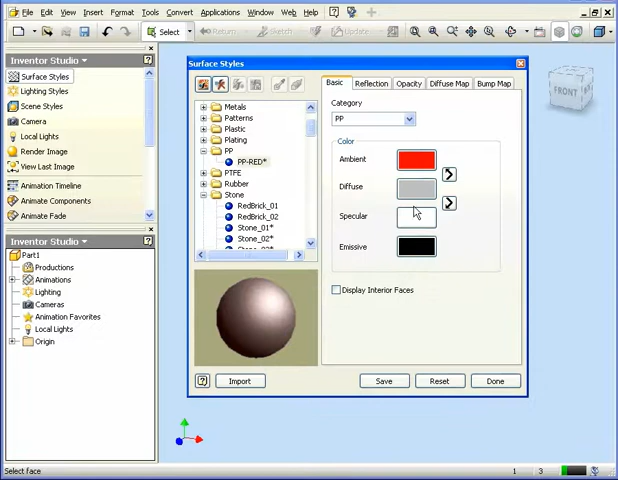 File Edit View Insert Format Tools Convert Applications Window Web Help
Select Return Sketch Update
Inventor Studio
Surface Styles
Lighting Styles
Scene Styles
Camera
Local Lights
Render Image
View Last Image
Animation Timeline
Animate Components
Animate Fade
Inventor Studio
Part1
Productions
Animations
Lighting
Cameras
Animation Favorites
Local Lights
Origin
Surface Styles
Metals
Patterns
Plastic
Plating
PP
PP-RED*
PTFE
Rubber
Stone
RedBrick_01
RedBrick_02
Stone_01*
Stone_02*
Basic Reflection Opacity Diffuse Map Bump Map
Category
PP
Color
Ambient
Diffuse
Specular
Emissive
Display Interior Faces
Import Save Reset Done
FRONT
Select face 1 3